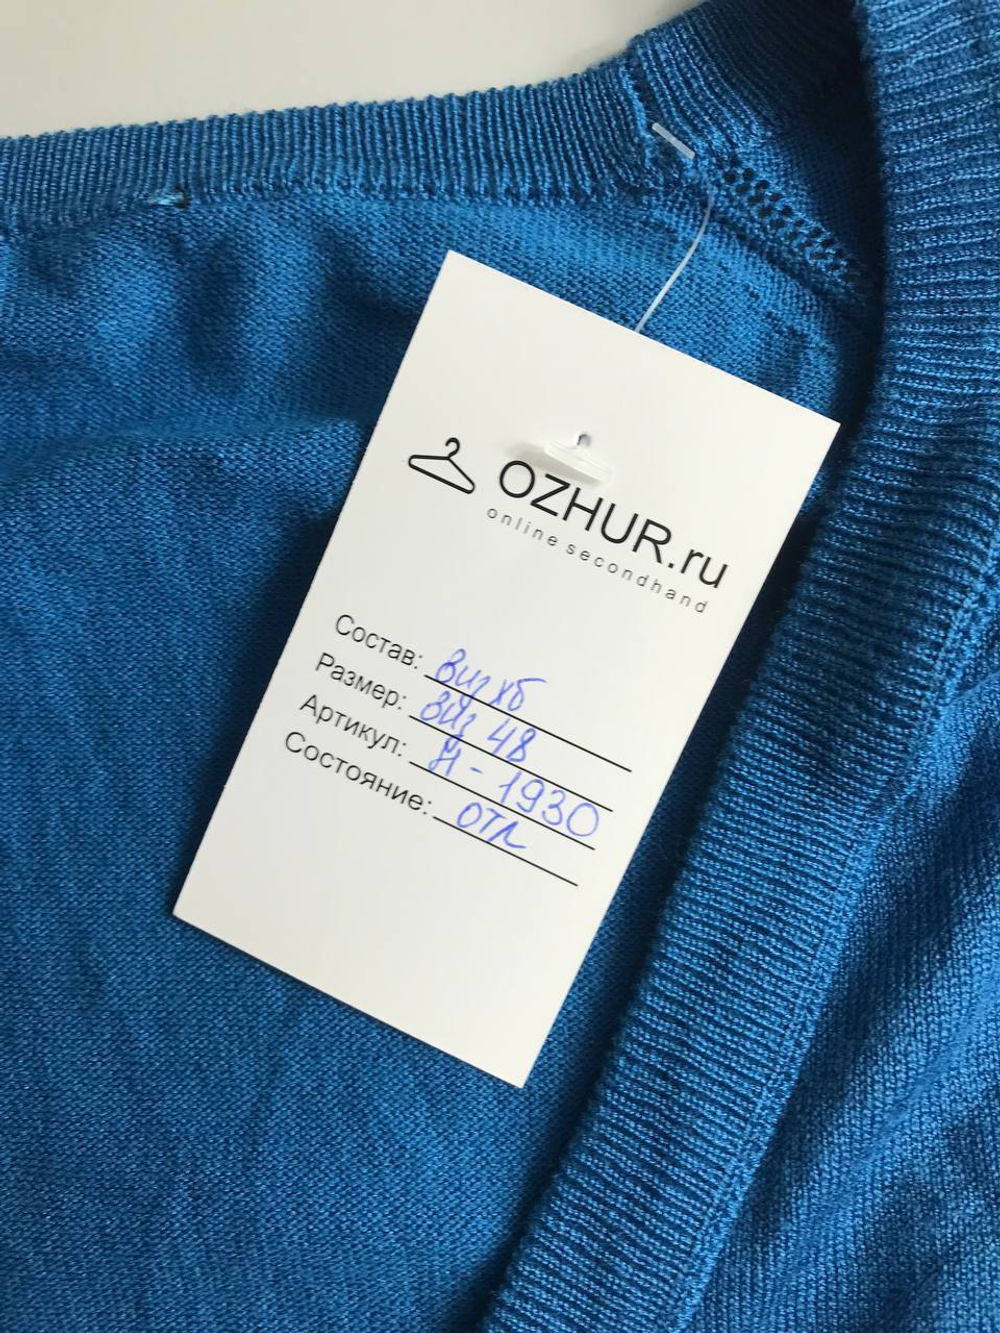 OZHUR.ru
online secondhand
Состав: виз хб
Размер: виз 48
Артикул: Я-1930
Состояние: отл